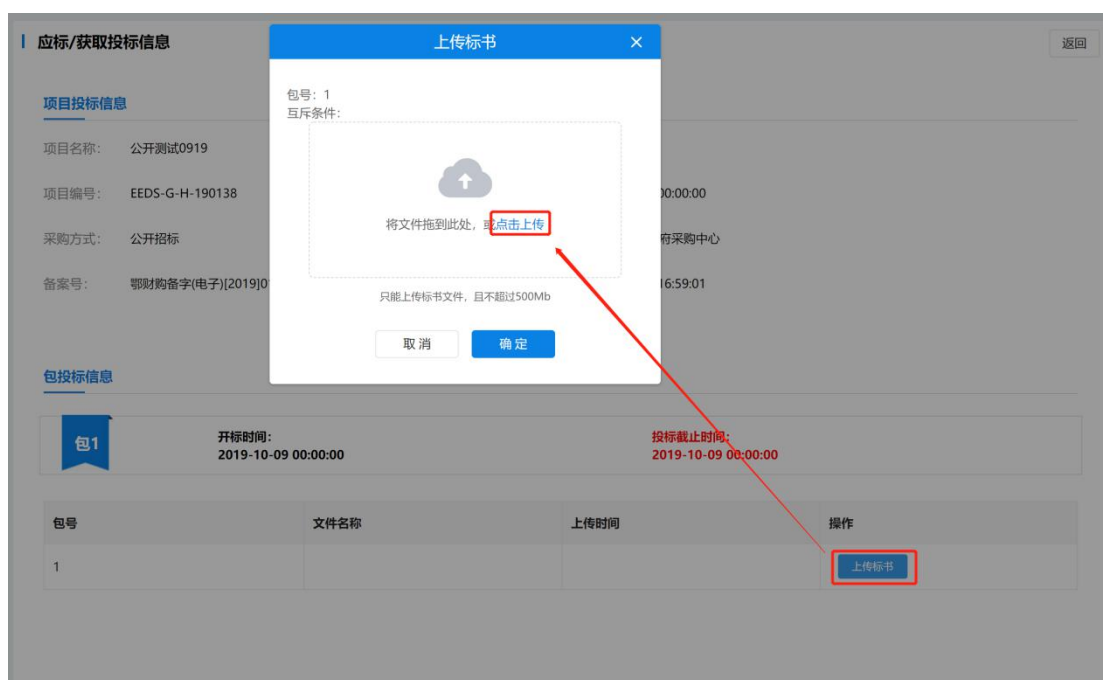 应标/获取投标信息
上传标书
×
返回
包号：1
互斥条件：
项目投标信息
项目名称： 公开测试0919
将文件拖到此处，或点击上传
项目编号： EEDS-G-H-190138
00:00:00
采购方式： 公开招标
府采购中心
备案号： 鄂财购备字(电子)[2019]0
16:59:01
只能上传标书文件，且不超过500Mb
取消 确定
包投标信息
包1
开标时间： 投标截止时间：
2019-10-09 00:00:00 2019-10-09 00:00:00
包号 文件名称 上传时间 操作
1 上传标书